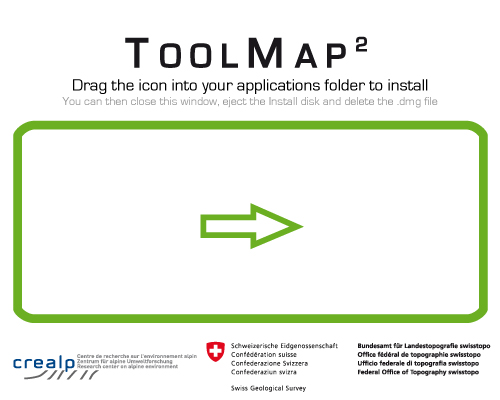 TOOLMAP²
Drag the icon into your applications folder to install
You can then close this window, eject the Install disk and delete the .dmg file
crealp
Centre de recherche sur l'environnement alpin
Zentrum für alpine Umweltforschung
Research center on alpine environment
Schweizerische Eidgenossenschaft
Confédération suisse
Confederazione Svizzera
Confederaziun svizra
Swiss Geological Survey
Bundesamt für Landestopografie swisstopo
Office fédéral de topographie swisstopo
Ufficio federale di topografia swisstopo
Federal Office of Topography swisstopo